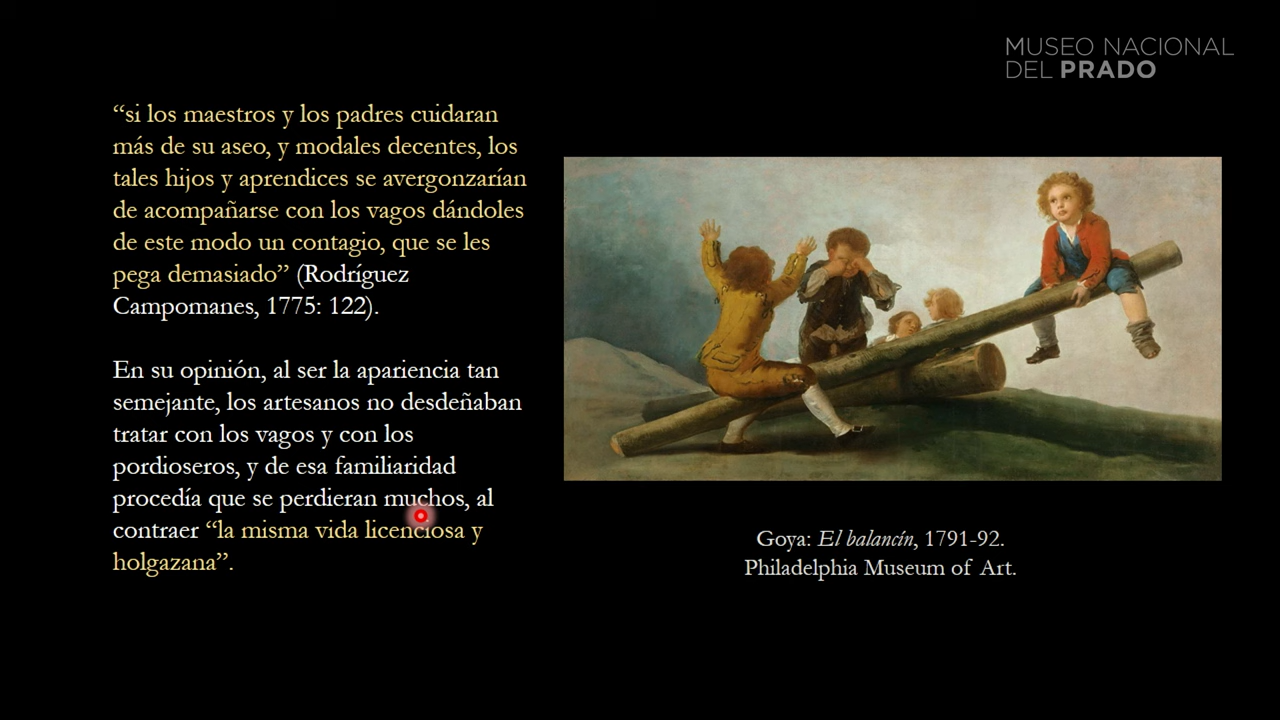 MUSEO NACIONAL
DEL PRADO
“si los maestros y los padres cuidaran
más de su aseo, y modales decentes, los
tales hijos y aprendices se avergonzarían
de acompañarse con los vagos dándoles
de este modo un contagio, que se les
pega demasiado” (Rodríguez
Campomanes, 1775: 122).
En su opinión, al ser la apariencia tan
semejante, los artesanos no desdeñaban
tratar con los vagos y con los
pordioseros, y de esa familiaridad
procedía que se perdieran muchos, al
contraer “la misma vida licenciosa y
holgazana”.
Goya: El balancín, 1791-92.
Philadelphia Museum of Art.